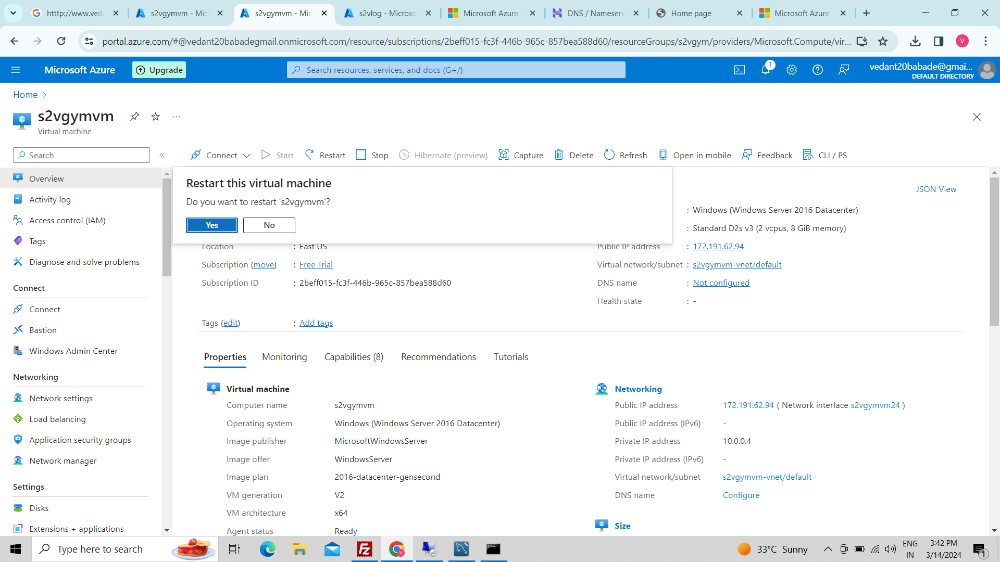 htttp://www.veda
s2vgymvm - Mic
s2vgymvm - Mic
s2vlog - Microso
Microsoft Azure
DNS / Nameserv
Home page
Microsoft Azure
portal.azure.com/#@vedant20babadegmail.onmicrosoft.com/resource/subscriptions/2beff015-fc3f-446b-965c-857bea588d60/resourceGroups/s2vgym/providers/Microsoft.Compute/vir...
V
Microsoft Azure
Upgrade
Search resources, services, and docs (G+/)
1
vedant20babade@gmai...
DEFAULT DIRECTORY
Home
s2vgymvm
Virtual machine
Search
Connect
Start
Restart
Stop
Hibernate (preview)
Capture
Delete
Refresh
Open in mobile
Feedback
CLI / PS
Overview
Activity log
Access control (IAM)
Tags
Diagnose and solve problems
Connect
Connect
Bastion
Windows Admin Center
Networking
Network settings
Load balancing
Application security groups
Network manager
Settings
Disks
Extensions + applications
Restart this virtual machine
Do you want to restart 's2vgymvm'?
Yes
No
JSON View
: Windows (Windows Server 2016 Datacenter)
: Standard D2s v3 (2 vcpus, 8 GiB memory)
Location : East US
Public IP address : 172.191.62.94
Subscription (move) : Free Trial
Virtual network/subnet : s2vgymvm-vnet/default
Subscription ID : 2beff015-fc3f-446b-965c-857bea588d60
DNS name : Not configured
Health state : -
Tags (edit) : Add tags
Properties
Monitoring
Capabilities (8)
Recommendations
Tutorials
Virtual machine
Computer name s2vgymvm
Operating system Windows (Windows Server 2016 Datacenter)
Image publisher MicrosoftWindowsServer
Image offer WindowsServer
Image plan 2016-datacenter-gensecond
VM generation V2
VM architecture x64
Agent status Ready
Networking
Public IP address 172.191.62.94 ( Network interface s2vgymvm24 )
Public IP address (IPv6) -
Private IP address 10.0.0.4
Private IP address (IPv6) -
Virtual network/subnet s2vgymvm-vnet/default
DNS name Configure
Size
Type here to search
33°C Sunny
ENG
IN
3:42 PM
3/14/2024
1